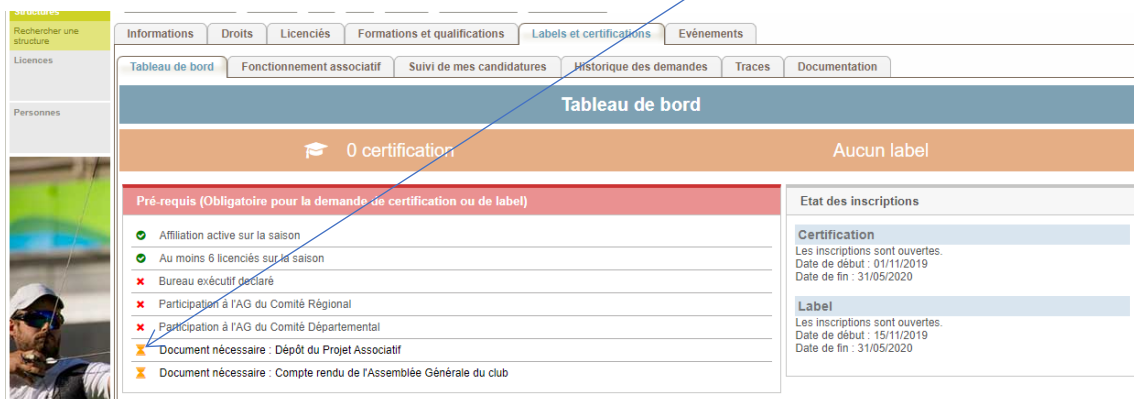 Structures
Rechercher une
structure
Licences
Personnes
Informations Droits Licenciés Formations et qualifications Labels et certifications Evénements
Tableau de bord Fonctionnement associatif Suivi de mes candidatures Historique des demandes Traces Documentation
Tableau de bord
0 certification Aucun label
Pré-requis (Obligatoire pour la demande de certification ou de label)
Affiliation active sur la saison
Au moins 6 licenciés sur la saison
Bureau exécutif declaré
Participation à l'AG du Comité Régional
Participation à l'AG du Comité Départemental
Document nécessaire : Dépôt du Projet Associatif
Document nécessaire : Compte rendu de l'Assemblée Générale du club
Etat des inscriptions
Certification
Les inscriptions sont ouvertes.
Date de début : 01/11/2019
Date de fin : 31/05/2020
Label
Les inscriptions sont ouvertes.
Date de début : 15/11/2019
Date de fin : 31/05/2020